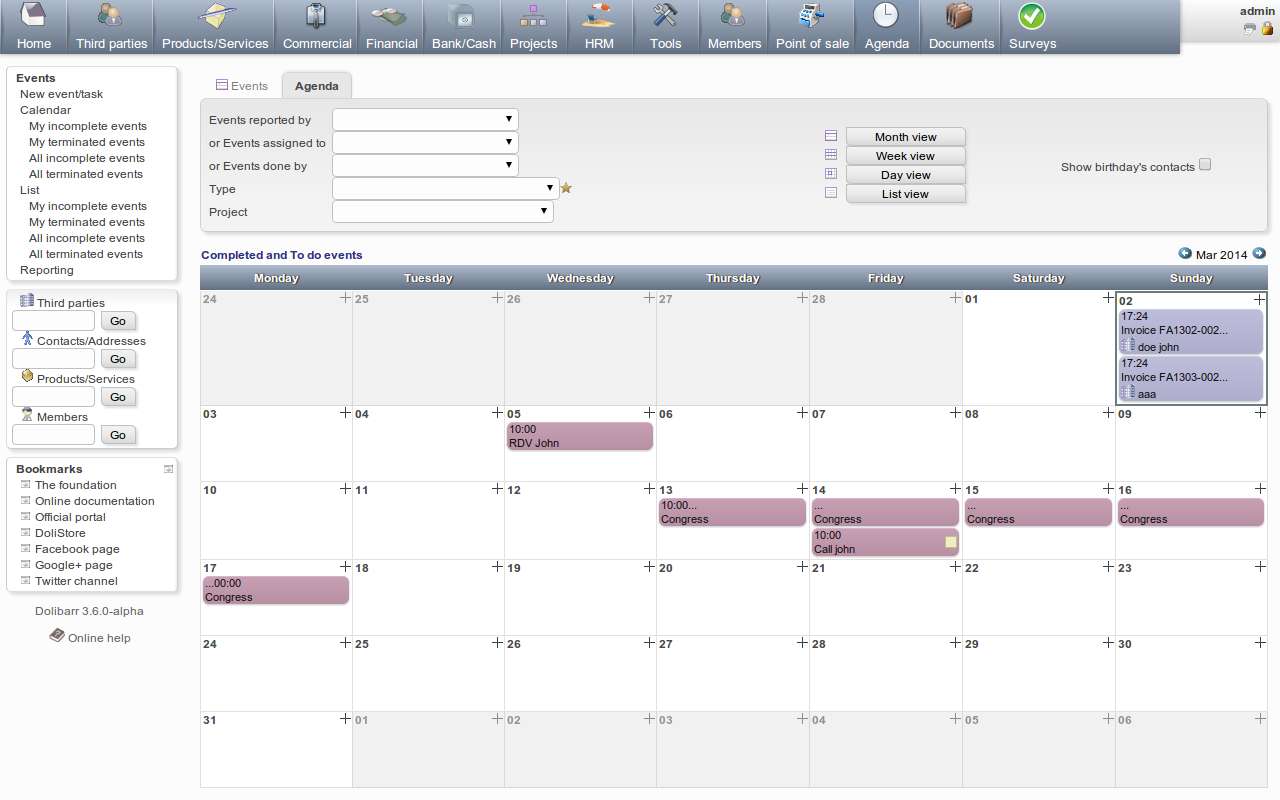 Home Third parties Products/Services Commercial Financial Bank/Cash Projects HRM Tools Members Point of sale Agenda Documents Surveys
admin
Events
New event/task
Calendar
My incomplete events
My terminated events
All incomplete events
All terminated events
List
My incomplete events
My terminated events
All incomplete events
All terminated events
Reporting
Third parties
Go
Contacts/Addresses
Go
Products/Services
Go
Members
Go
Bookmarks
The foundation
Online documentation
Official portal
DoliStore
Facebook page
Google+ page
Twitter channel
Dolibarr 3.6.0-alpha
Online help
Events Agenda
Events reported by
or Events assigned to
or Events done by
Type
Project
Month view
Week view
Day view
List view
Show birthday's contacts
Completed and To do events
Mar 2014
Monday Tuesday Wednesday Thursday Friday Saturday Sunday
24 25 26 27 28 01 02
17:24
Invoice FA1302-002...
doe john
17:24
Invoice FA1303-002...
aaa
03 04 05 06 07 08 09
10:00
RDV John
10 11 12 13 14 15 16
10:00... ... ... ...
Congress Congress Congress Congress
10:00
Call john
17 18 19 20 21 22 23
...00:00
Congress
24 25 26 27 28 29 30
31 01 02 03 04 05 06